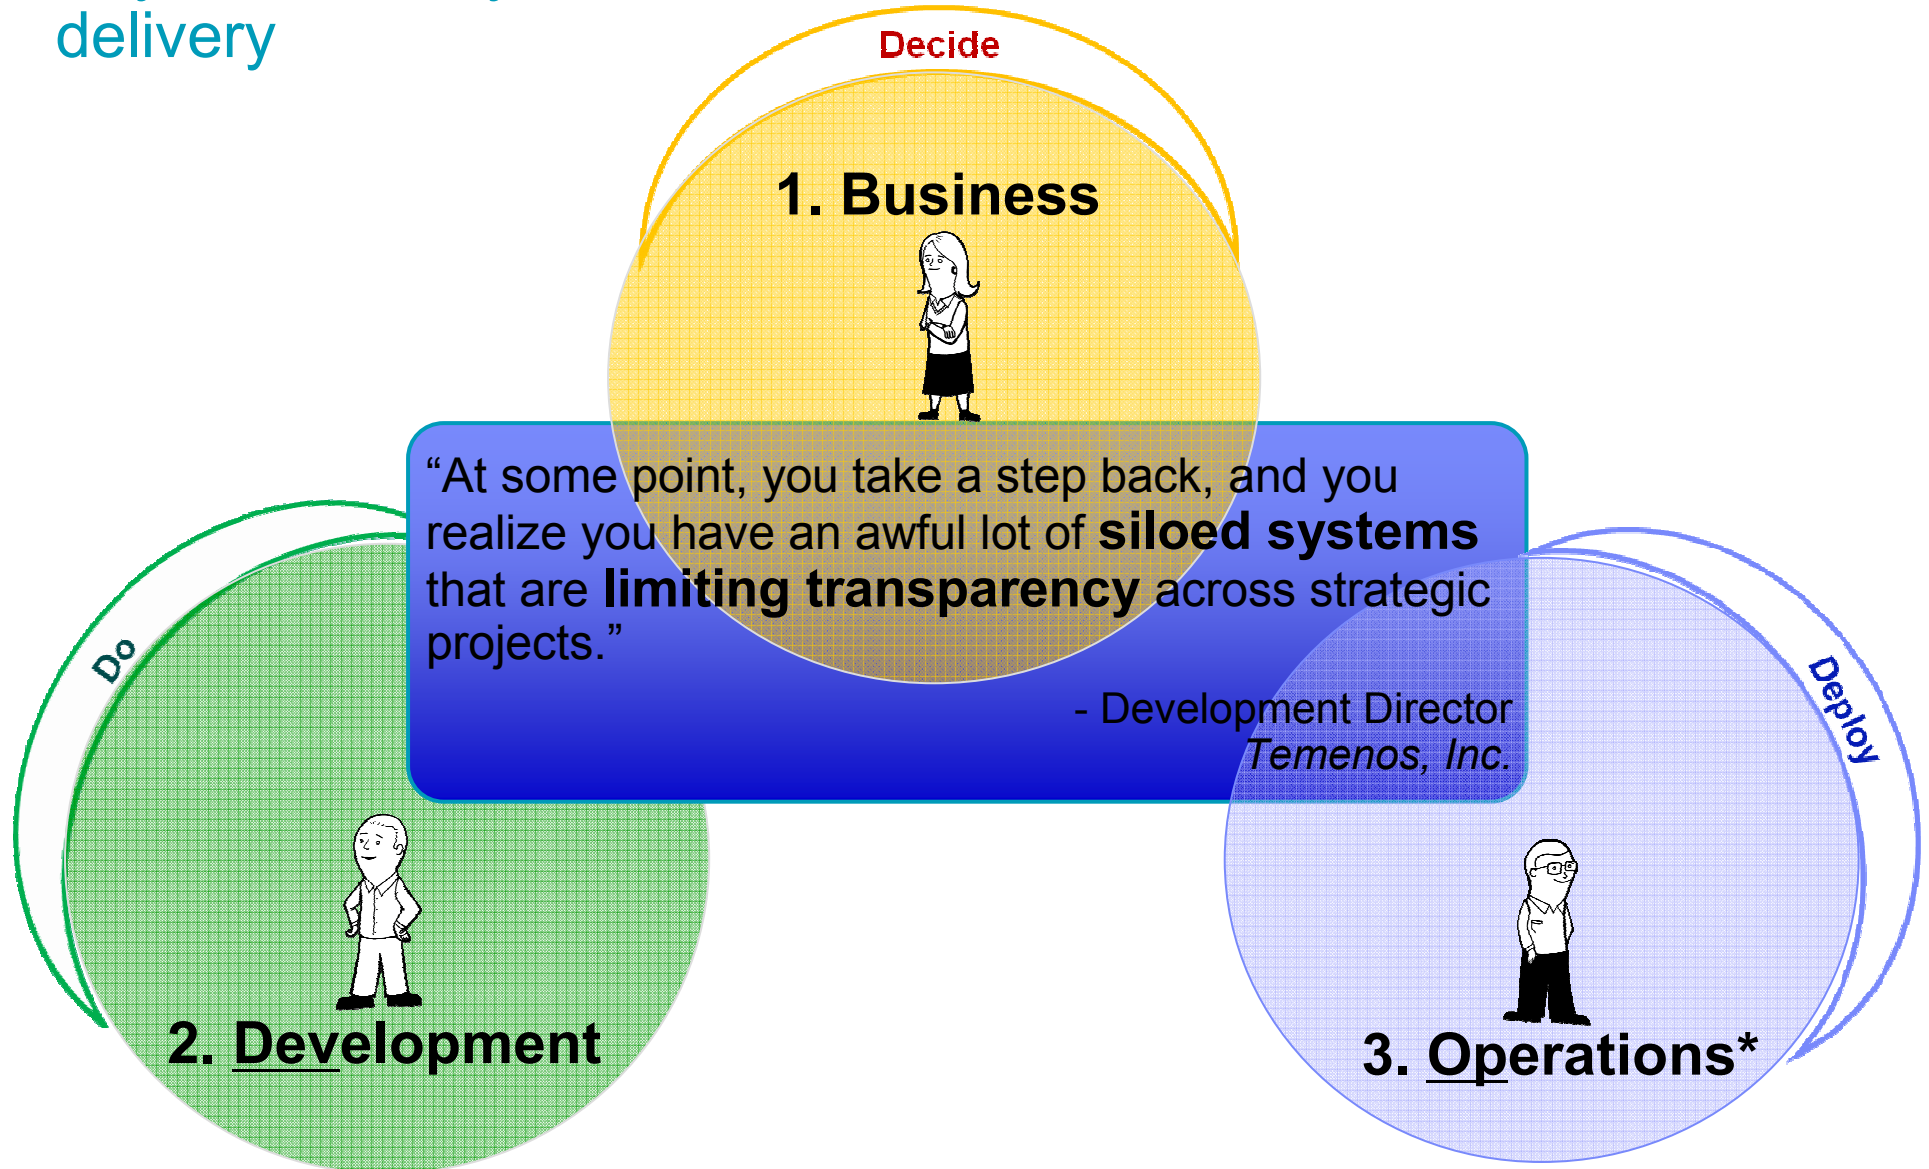 delivery
Decide
1. Business
“At some point, you take a step back, and you
realize you have an awful lot of siloed systems
that are limiting transparency across strategic
projects.”
- Development Director
Temenos, Inc.
Do
Deploy
2. Development
3. Operations*